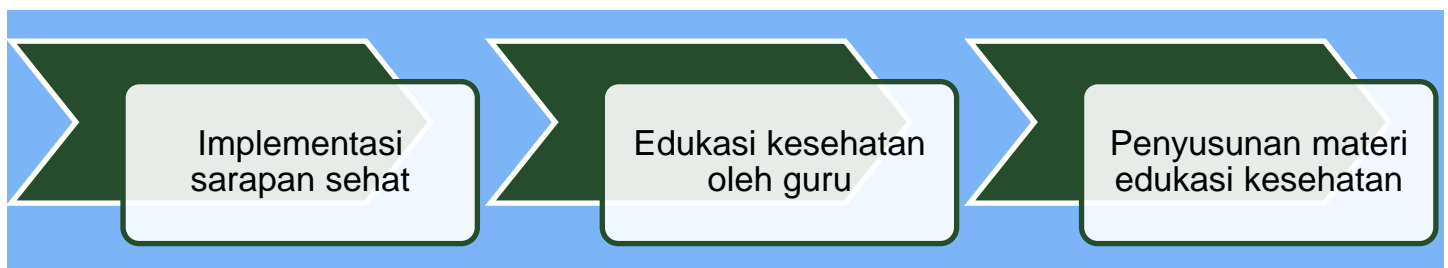 Implementasi
sarapan sehat
Edukasi kesehatan
oleh guru
Penyusunan materi
edukasi kesehatan